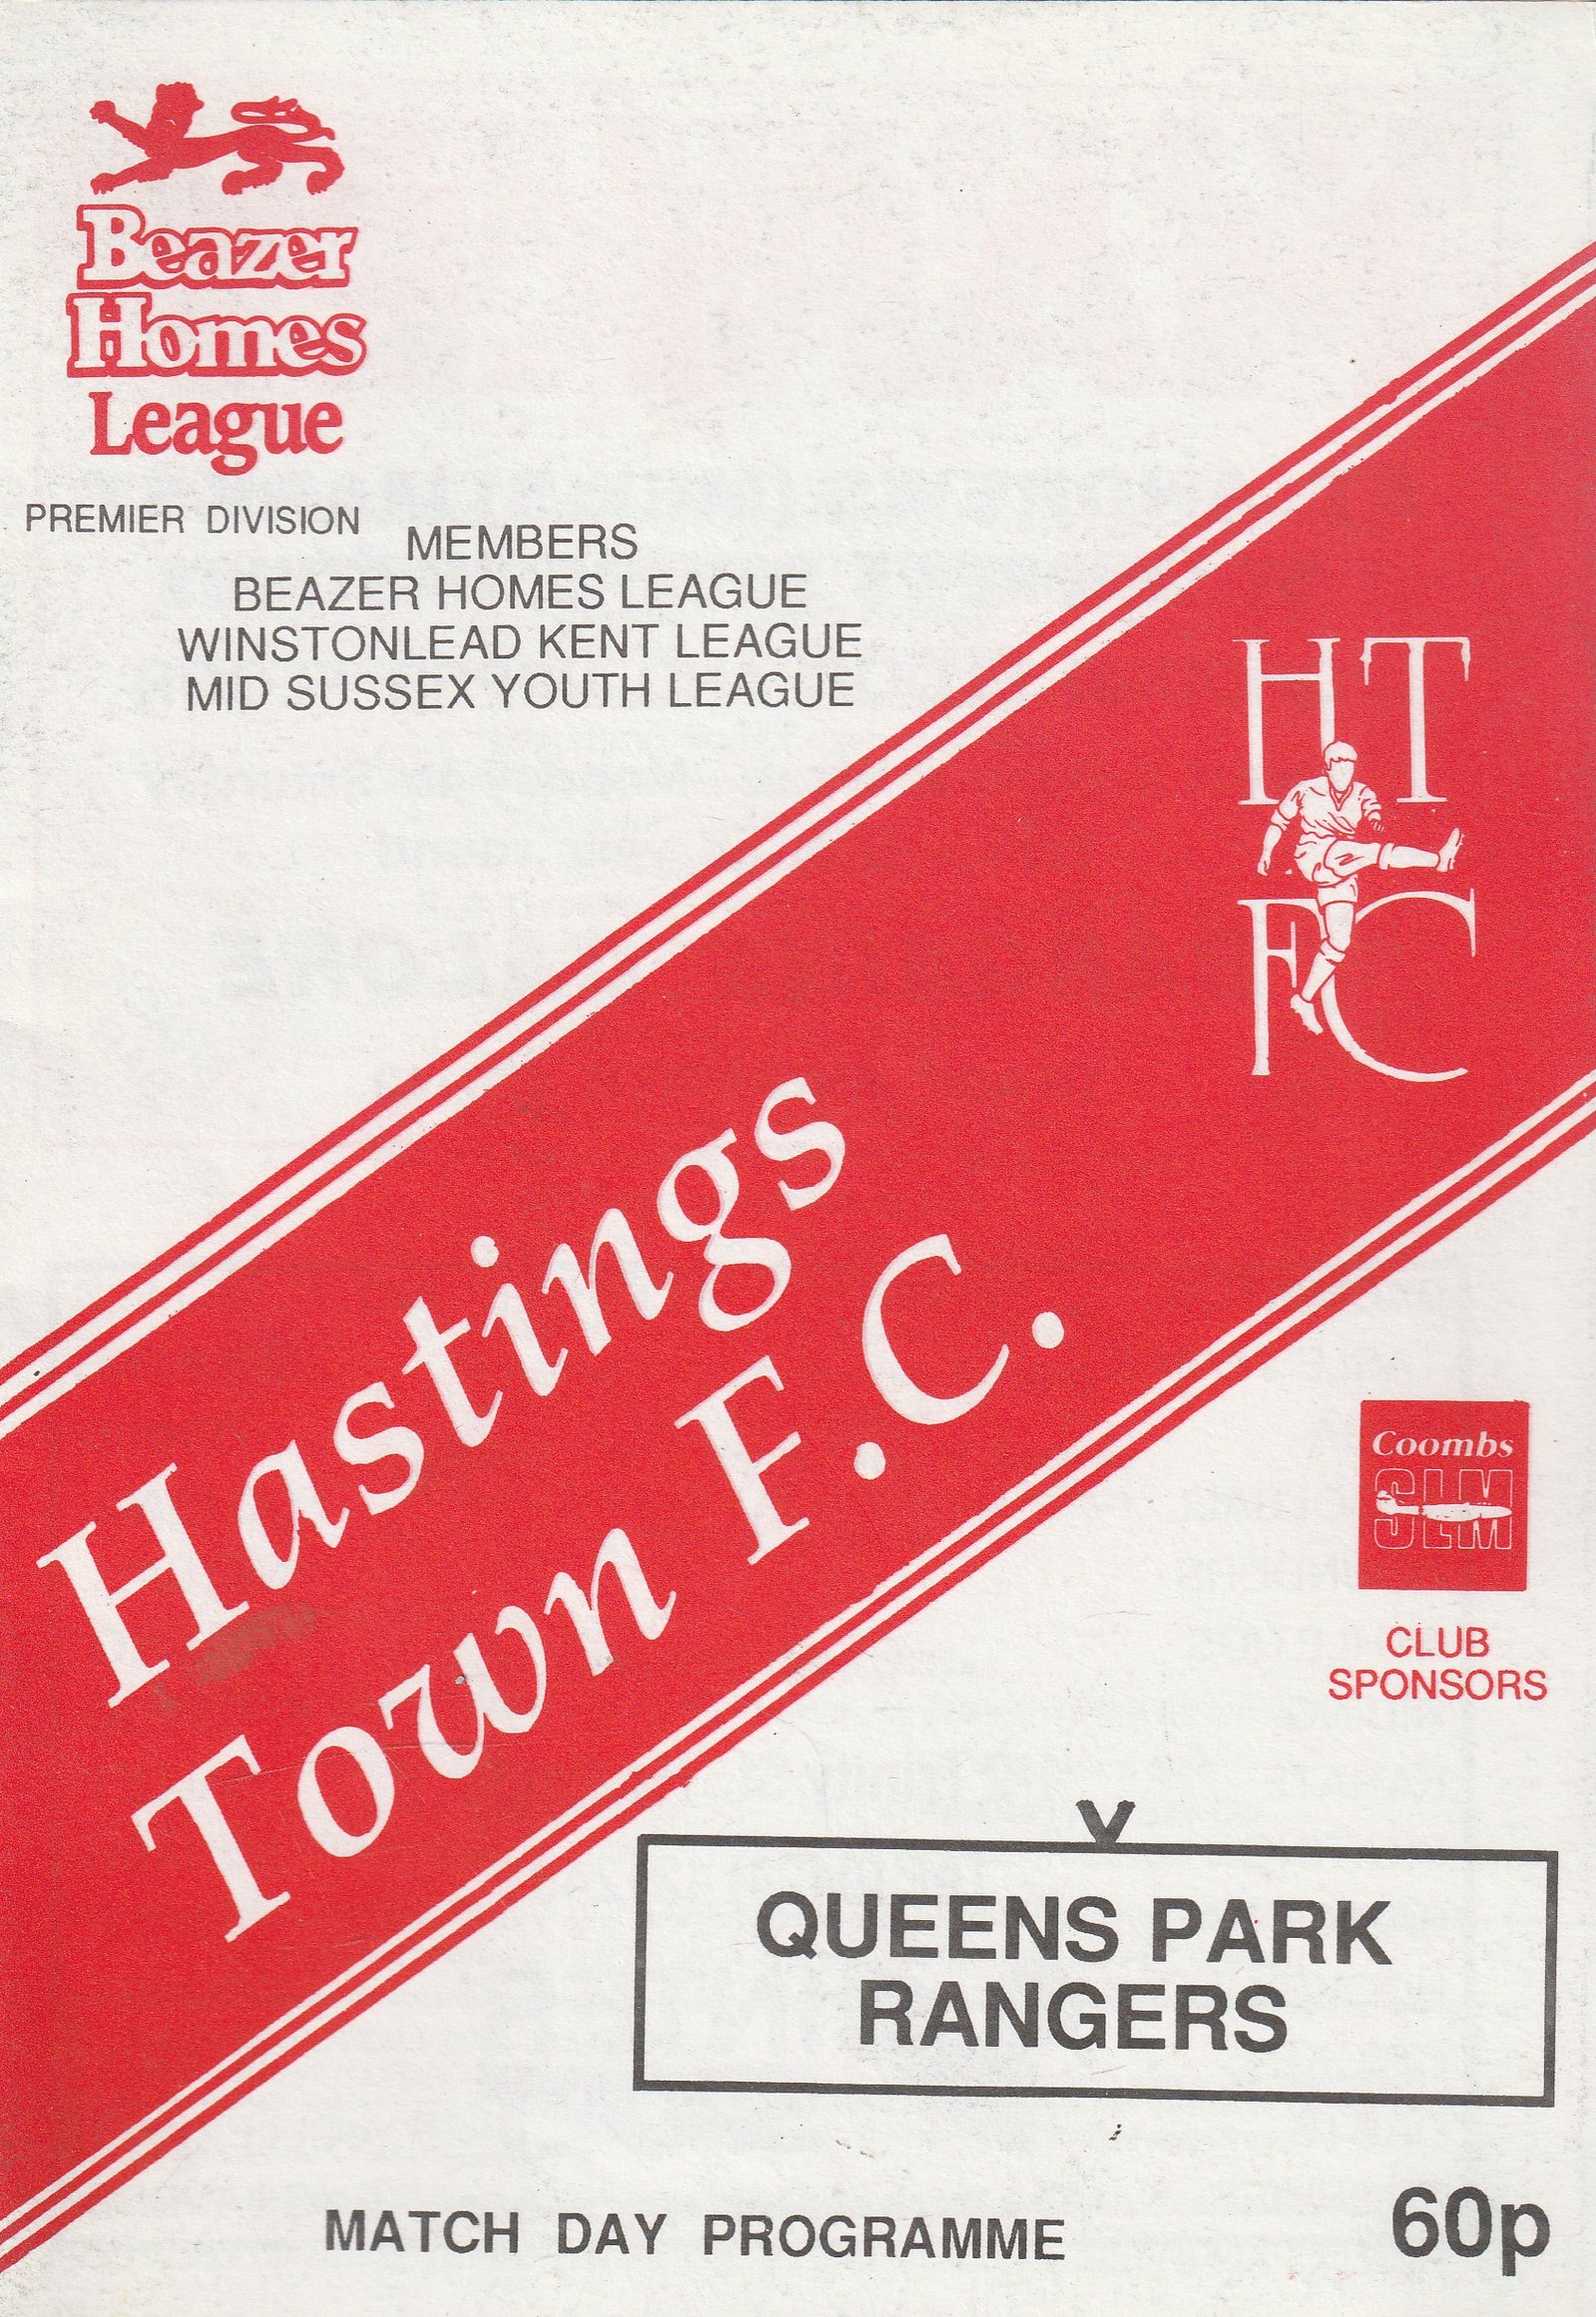 Beazer
Homes
League
PREMIER DIVISION
MEMBERS
BEAZER HOMES LEAGUE
WINSTONLEAD KENT LEAGUE
MID SUSSEX YOUTH LEAGUE
HT
FC
Hastings
Town F.C.
Coombs
SLM
CLUB
SPONSORS
v
QUEENS PARK
RANGERS
MATCH DAY PROGRAMME
60p